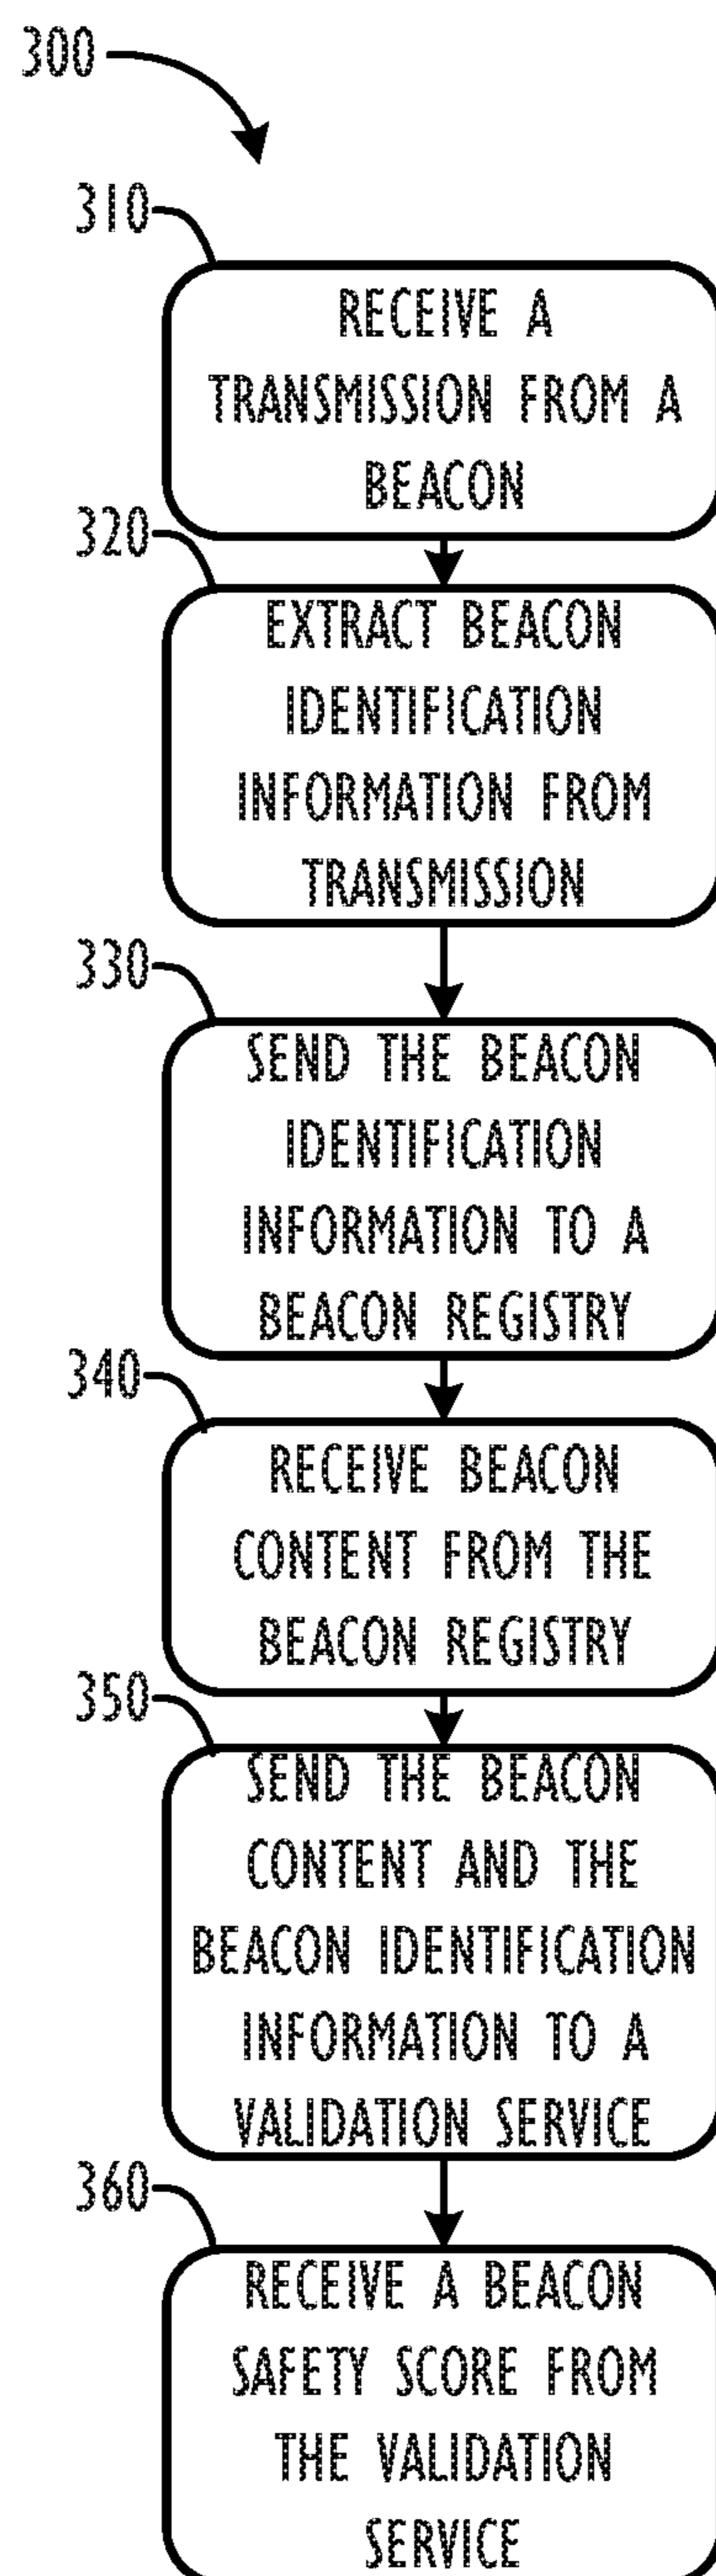 300
310
RECEIVE A
TRANSMISSION FROM A
BEACON
320
EXTRACT BEACON
IDENTIFICATION
INFORMATION FROM
TRANSMISSION
330
SEND THE BEACON
IDENTIFICATION
INFORMATION TO A
BEACON REGISTRY
340
RECEIVE BEACON
CONTENT FROM THE
BEACON REGISTRY
350
SEND THE BEACON
CONTENT AND THE
BEACON IDENTIFICATION
INFORMATION TO A
VALIDATION SERVICE
360
RECEIVE A BEACON
SAFETY SCORE FROM
THE VALIDATION
SERVICE